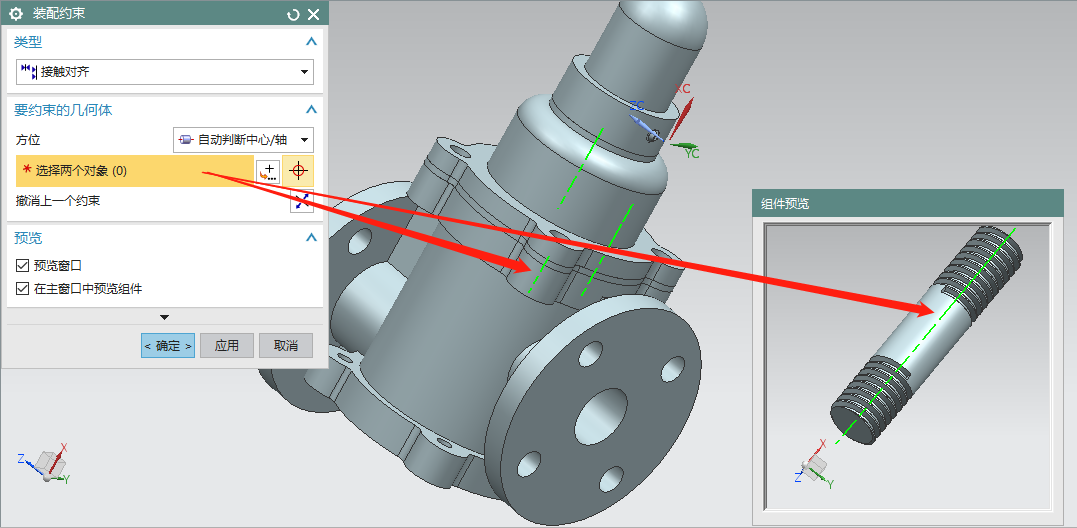 装配约束
类型
接触对齐
要约束的几何体
方位
自动判断中心/轴
* 选择两个对象 (0)
撤消上一个约束
预览
预览窗口
在主窗口中预览组件
< 确定 >
应用
取消
XC
ZC
YC
组件预览
X
Z
Y
X
Z
Y